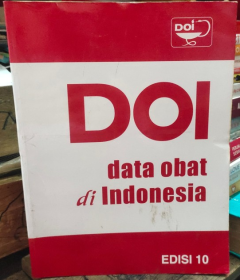 DOI
DOI
data obat
di Indonesia
EDISI 10